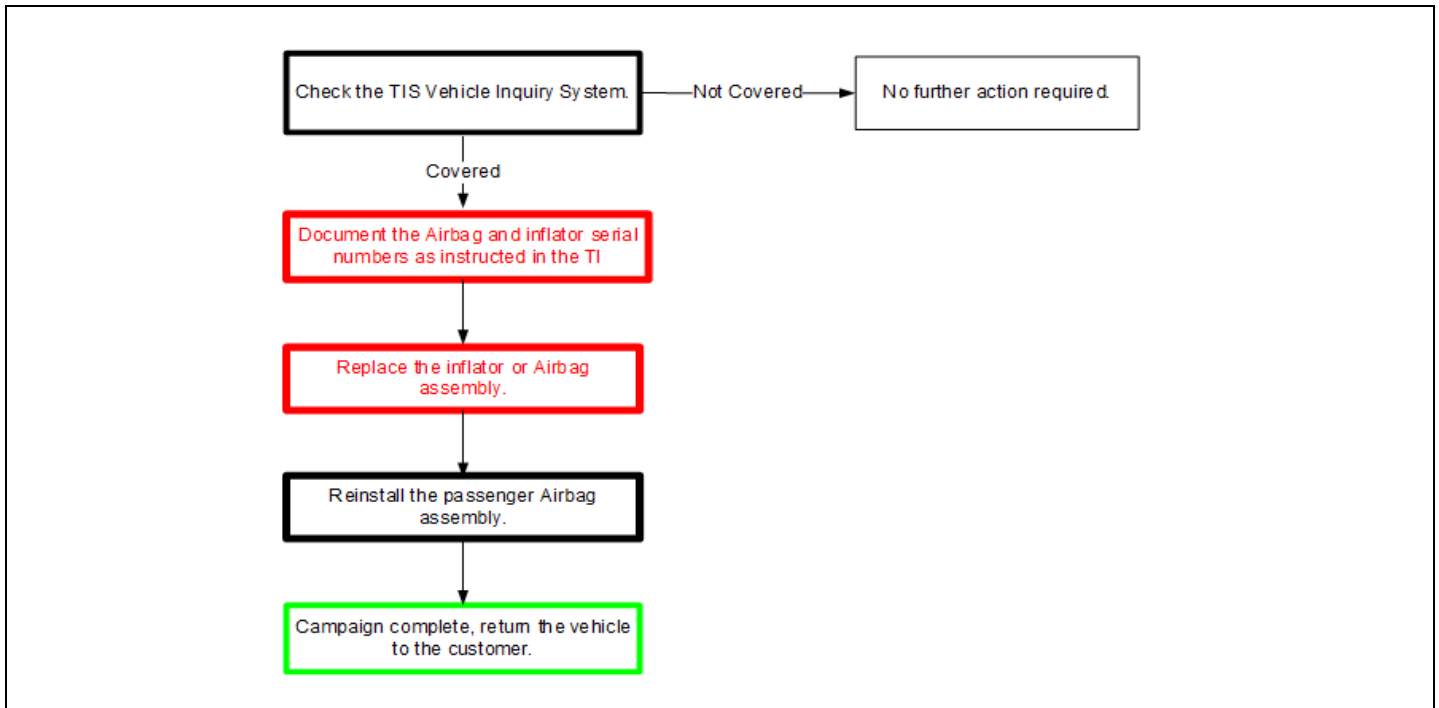 Check the TIS Vehicle Inquiry System.
Not Covered
No further action required.
Covered
Document the Airbag and inflator serial
numbers as instructed in the TI
Replace the inflator or Airbag
assembly.
Reinstall the passenger Airbag
assembly.
Campaign complete, return the vehicle
to the customer.